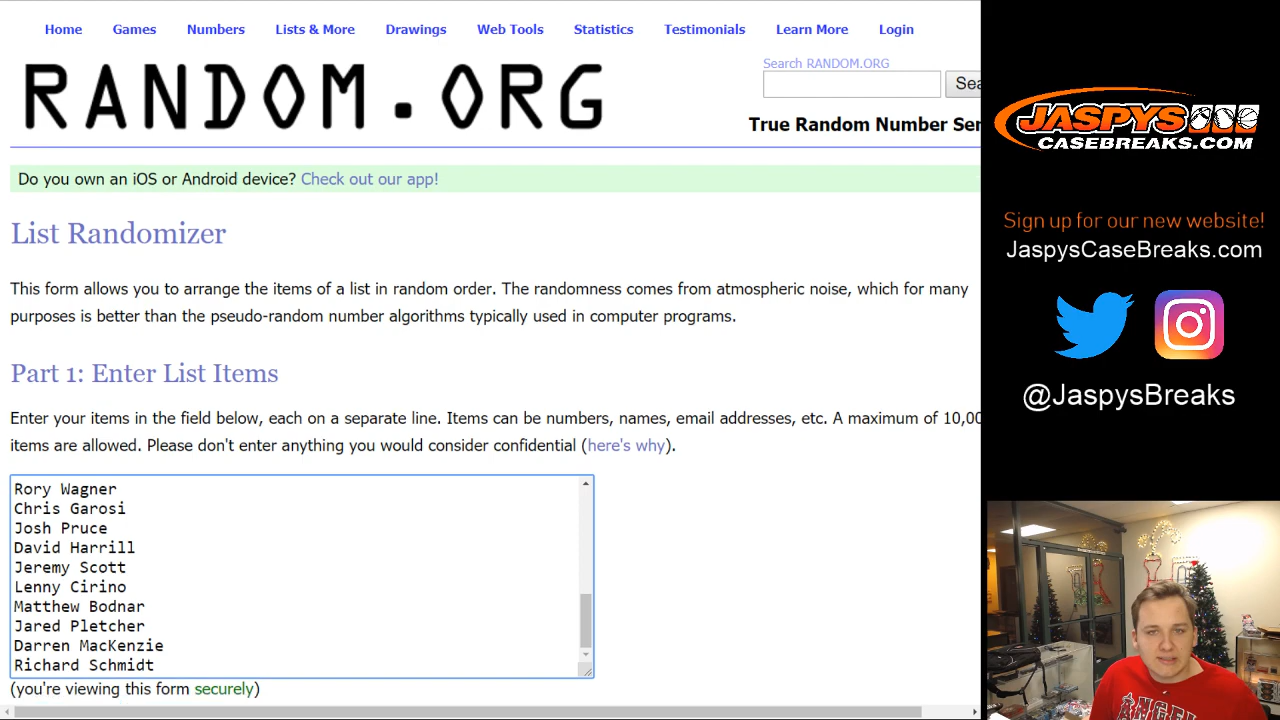 Home Games Numbers Lists & More Drawings Web Tools Statistics Testimonials Learn More Login
RANDOM.ORG
Search RANDOM.ORG
True Random Number
Do you own an iOS or Android device? Check out our app!
List Randomizer
This form allows you to arrange the items of a list in random order. The randomness comes from atmospheric noise, which for many
purposes is better than the pseudo-random number algorithms typically used in computer programs.
Part 1: Enter List Items
Enter your items in the field below, each on a separate line. Items can be numbers, names, email addresses, etc. A maximum of
items are allowed. Please don't enter anything you would consider confidential (here's why).
Rory Wagner
Chris Garosi
Josh Pruce
David Harrill
Jeremy Scott
Lenny Cirino
Matthew Bodnar
Jared Pletcher
Darren MacKenzie
Richard Schmidt
(you're viewing this form securely)
JASPYS
CASEBREAKS.COM
Sign up for our new website!
JaspysCaseBreaks.com
@JaspysBreaks
ANGELS